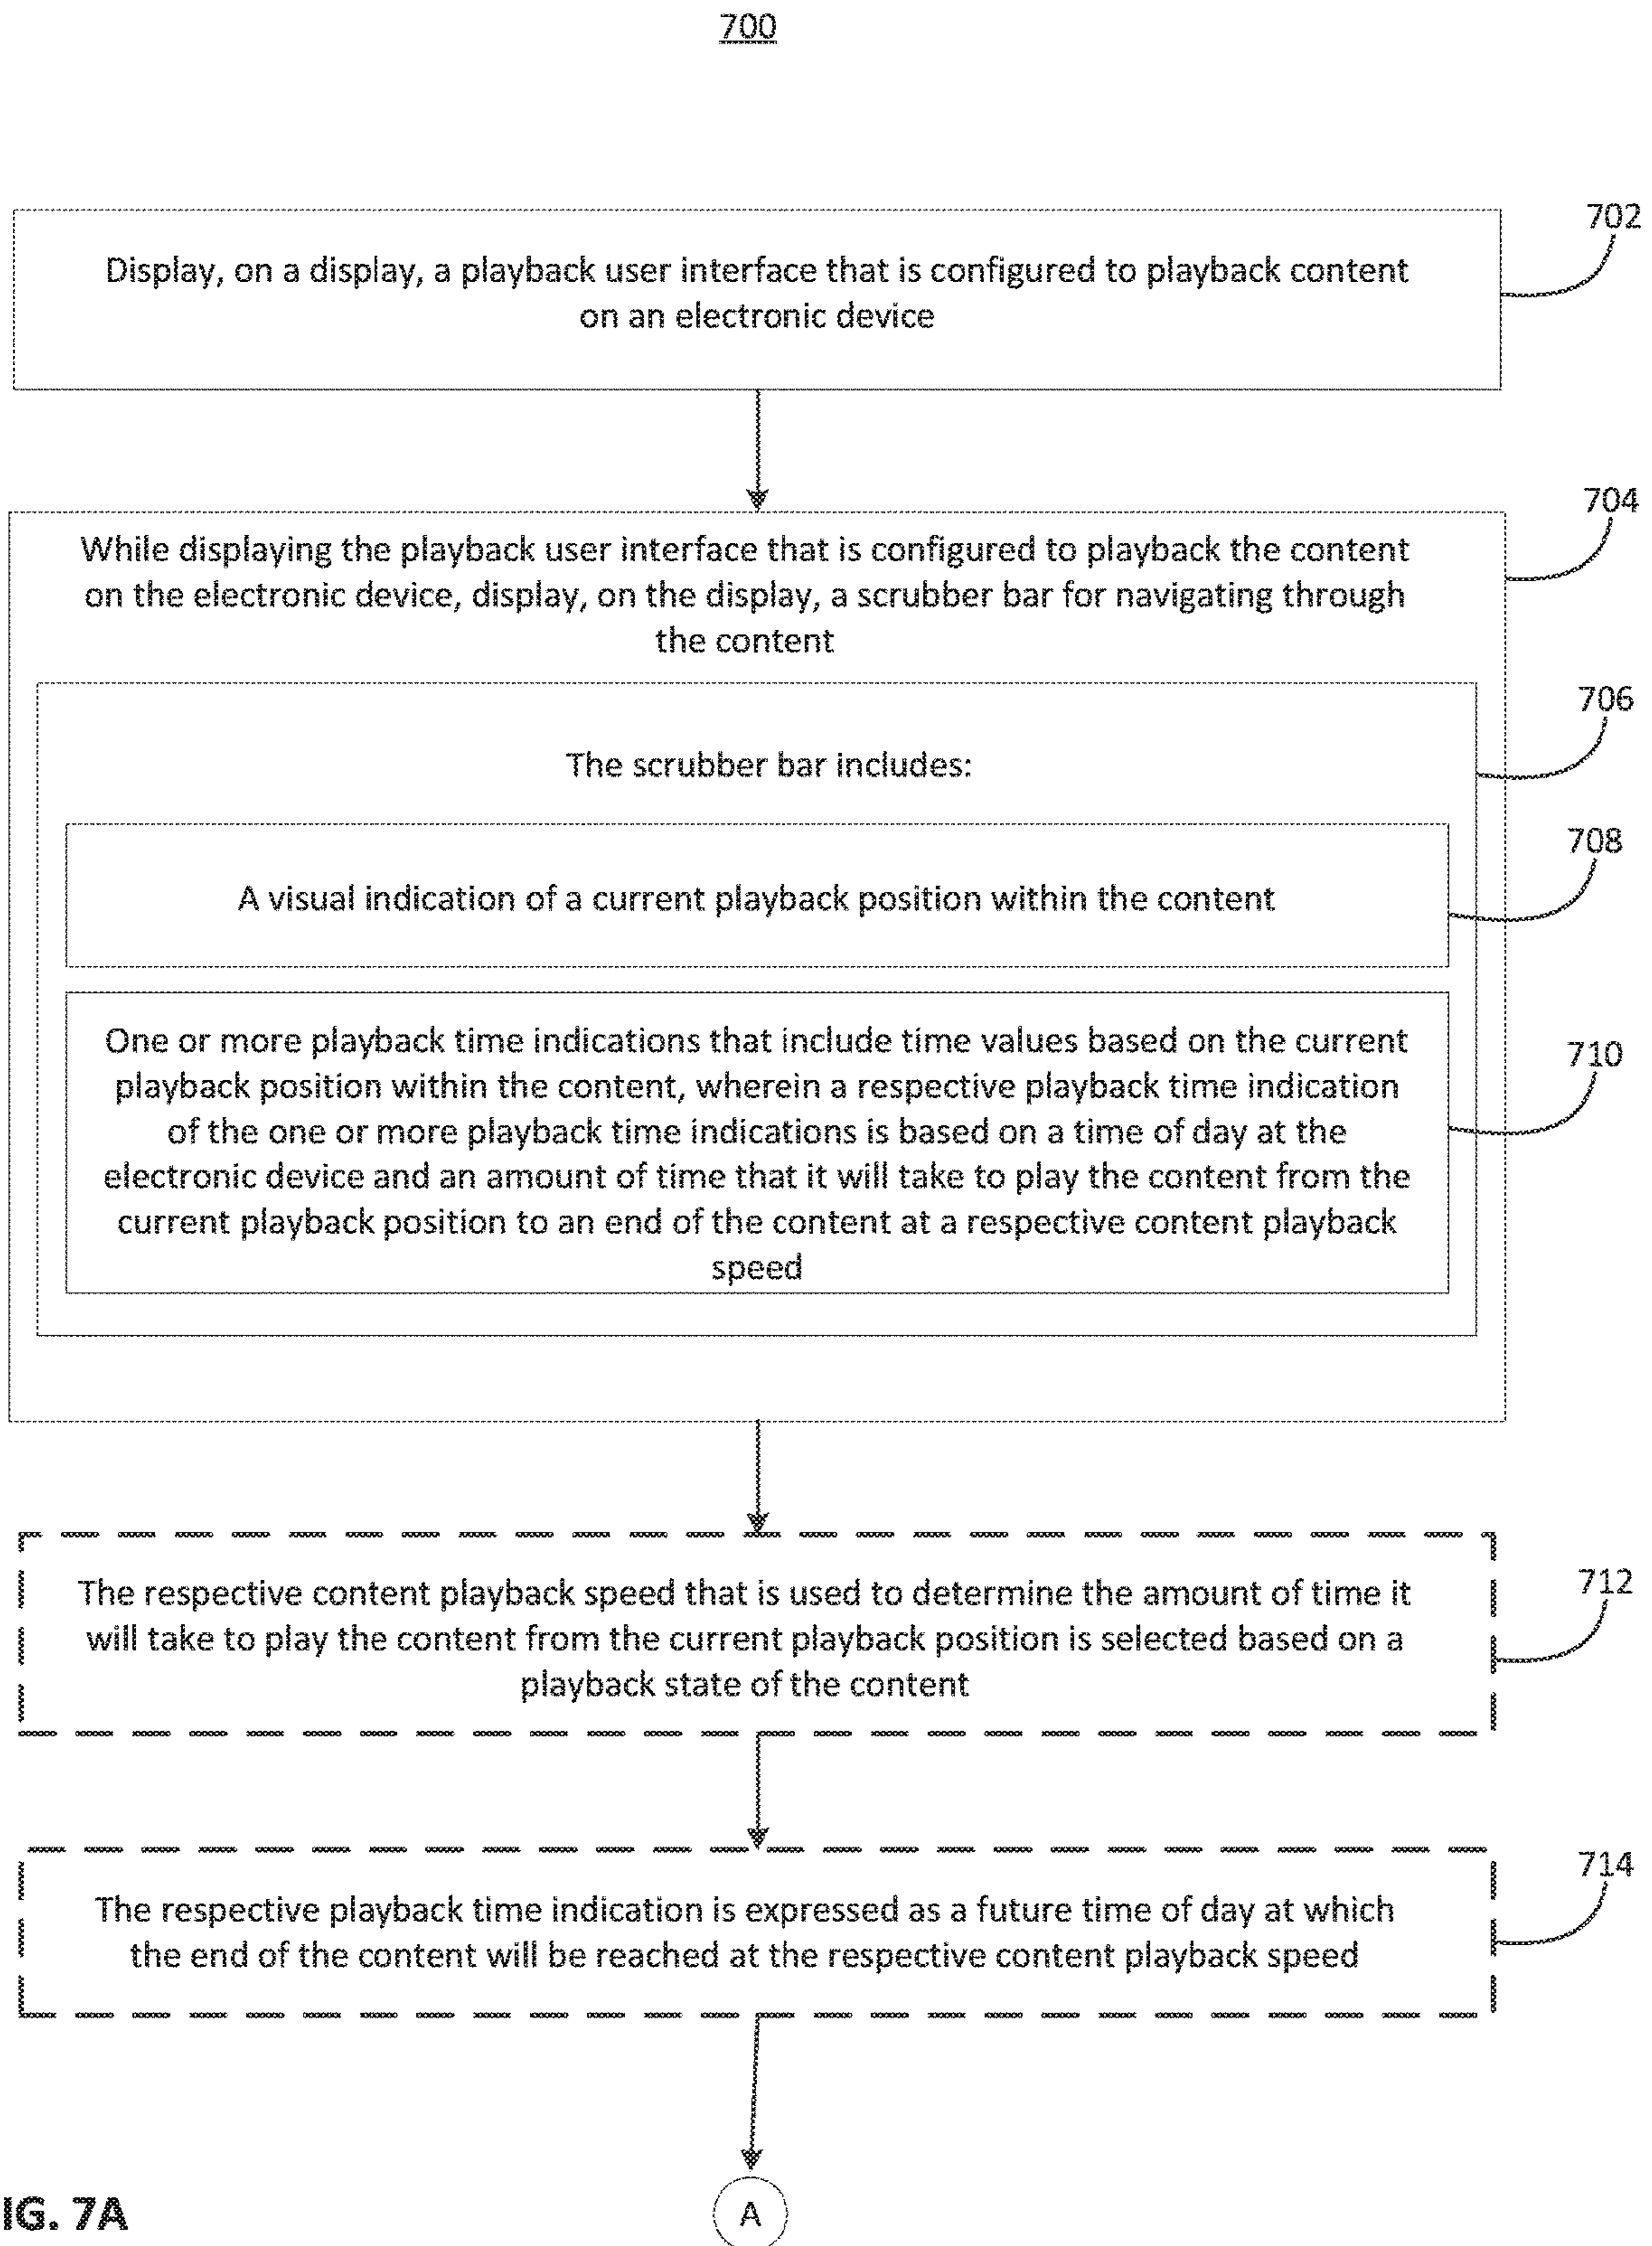 700
702
Display, on a display, a playback user interface that is configured to playback content
on an electronic device
704
While displaying the playback user interface that is configured to playback the content
on the electronic device, display, on the display, a scrubber bar for navigating through
the content
706
The scrubber bar includes:
708
A visual indication of a current playback position within the content
710
One or more playback time indications that include time values based on the current
playback position within the content, wherein a respective playback time indication
of the one or more playback time indications is based on a time of day at the
electronic device and an amount of time that it will take to play the content from the
current playback position to an end of the content at a respective content playback
speed
712
The respective content playback speed that is used to determine the amount of time it
will take to play the content from the current playback position is selected based on a
playback state of the content
714
The respective playback time indication is expressed as a future time of day at which
the end of the content will be reached at the respective content playback speed
A
IG. 7A